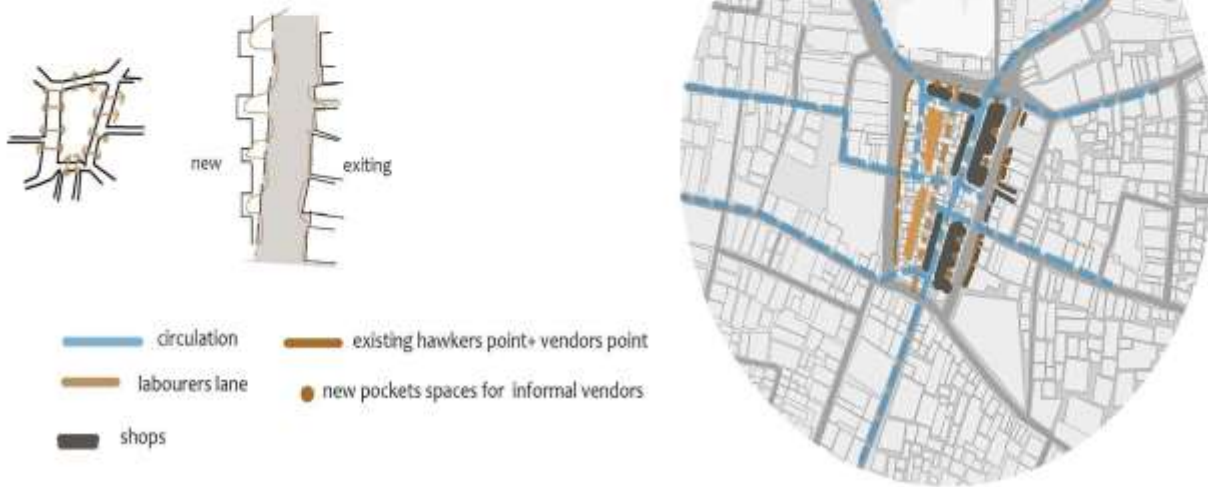 new
exiting
circulation
existing hawkers point+ vendors point
labourers lane
new pockets spaces for informal vendors
shops